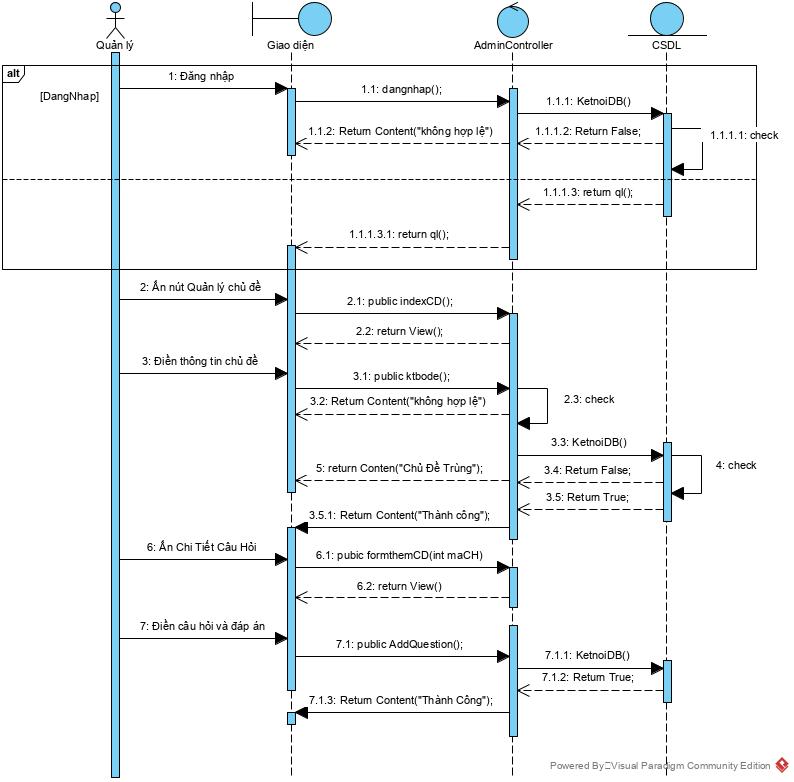 Quản lý
Giao diện
AdminController
CSDL
alt
[DangNhap]
1: Đăng nhập
1.1: dangnhap();
1.1.1: KetnoiDB()
1.1.2: Return Content("không hợp lệ")
1.1.1.2: Return False;
1.1.1.1: check
1.1.1.3: return ql();
1.1.1.3.1: return ql();
2: Ấn nút Quản lý chủ đề
2.1: public indexCD();
2.2: return View();
3: Điền thông tin chủ đề
3.1: public ktbode();
2.3: check
3.2: Return Content("không hợp lệ")
3.3: KetnoiDB()
4: check
5: return Conten("Chủ Đề Trùng");
3.4: Return False;
3.5: Return True;
3.5.1: Return Content("Thành công");
6: Ấn Chi Tiết Câu Hỏi
6.1: pubic formthemCD(int maCH)
6.2: return View()
7: Điền câu hỏi và đáp án
7.1: public AddQuestion();
7.1.1: KetnoiDB()
7.1.2: Return True;
7.1.3: Return Content("Thành Công");
Powered By Visual Paradigm Community Edition